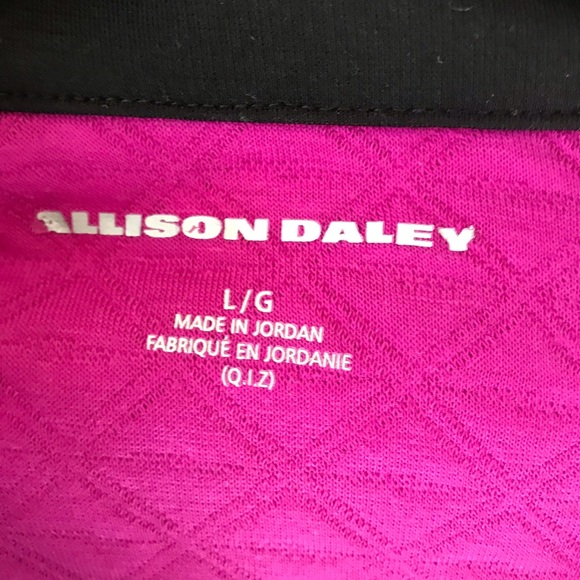 ALLISON DALEY
L/G
MADE IN JORDAN
FABRIQUÉ EN JORDANIE
(Q.I.Z)